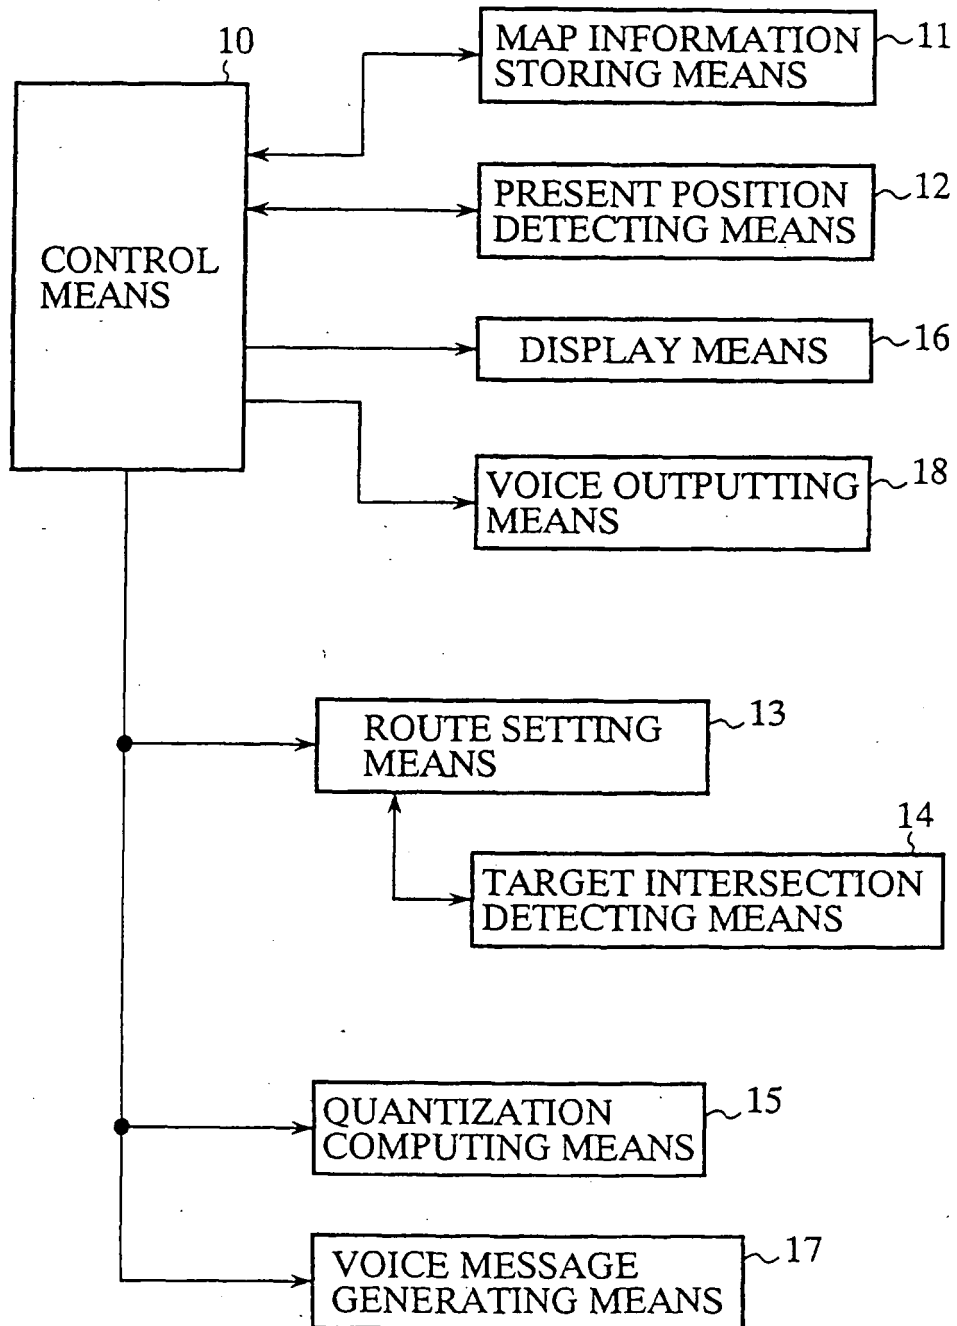 10
MAP INFORMATION
STORING MEANS
11
PRESENT POSITION
DETECTING MEANS
12
CONTROL
MEANS
DISPLAY MEANS
16
VOICE OUTPUTTING
MEANS
18
ROUTE SETTING
MEANS
13
14
TARGET INTERSECTION
DETECTING MEANS
QUANTIZATION
COMPUTING MEANS
15
VOICE MESSAGE
GENERATING MEANS
17